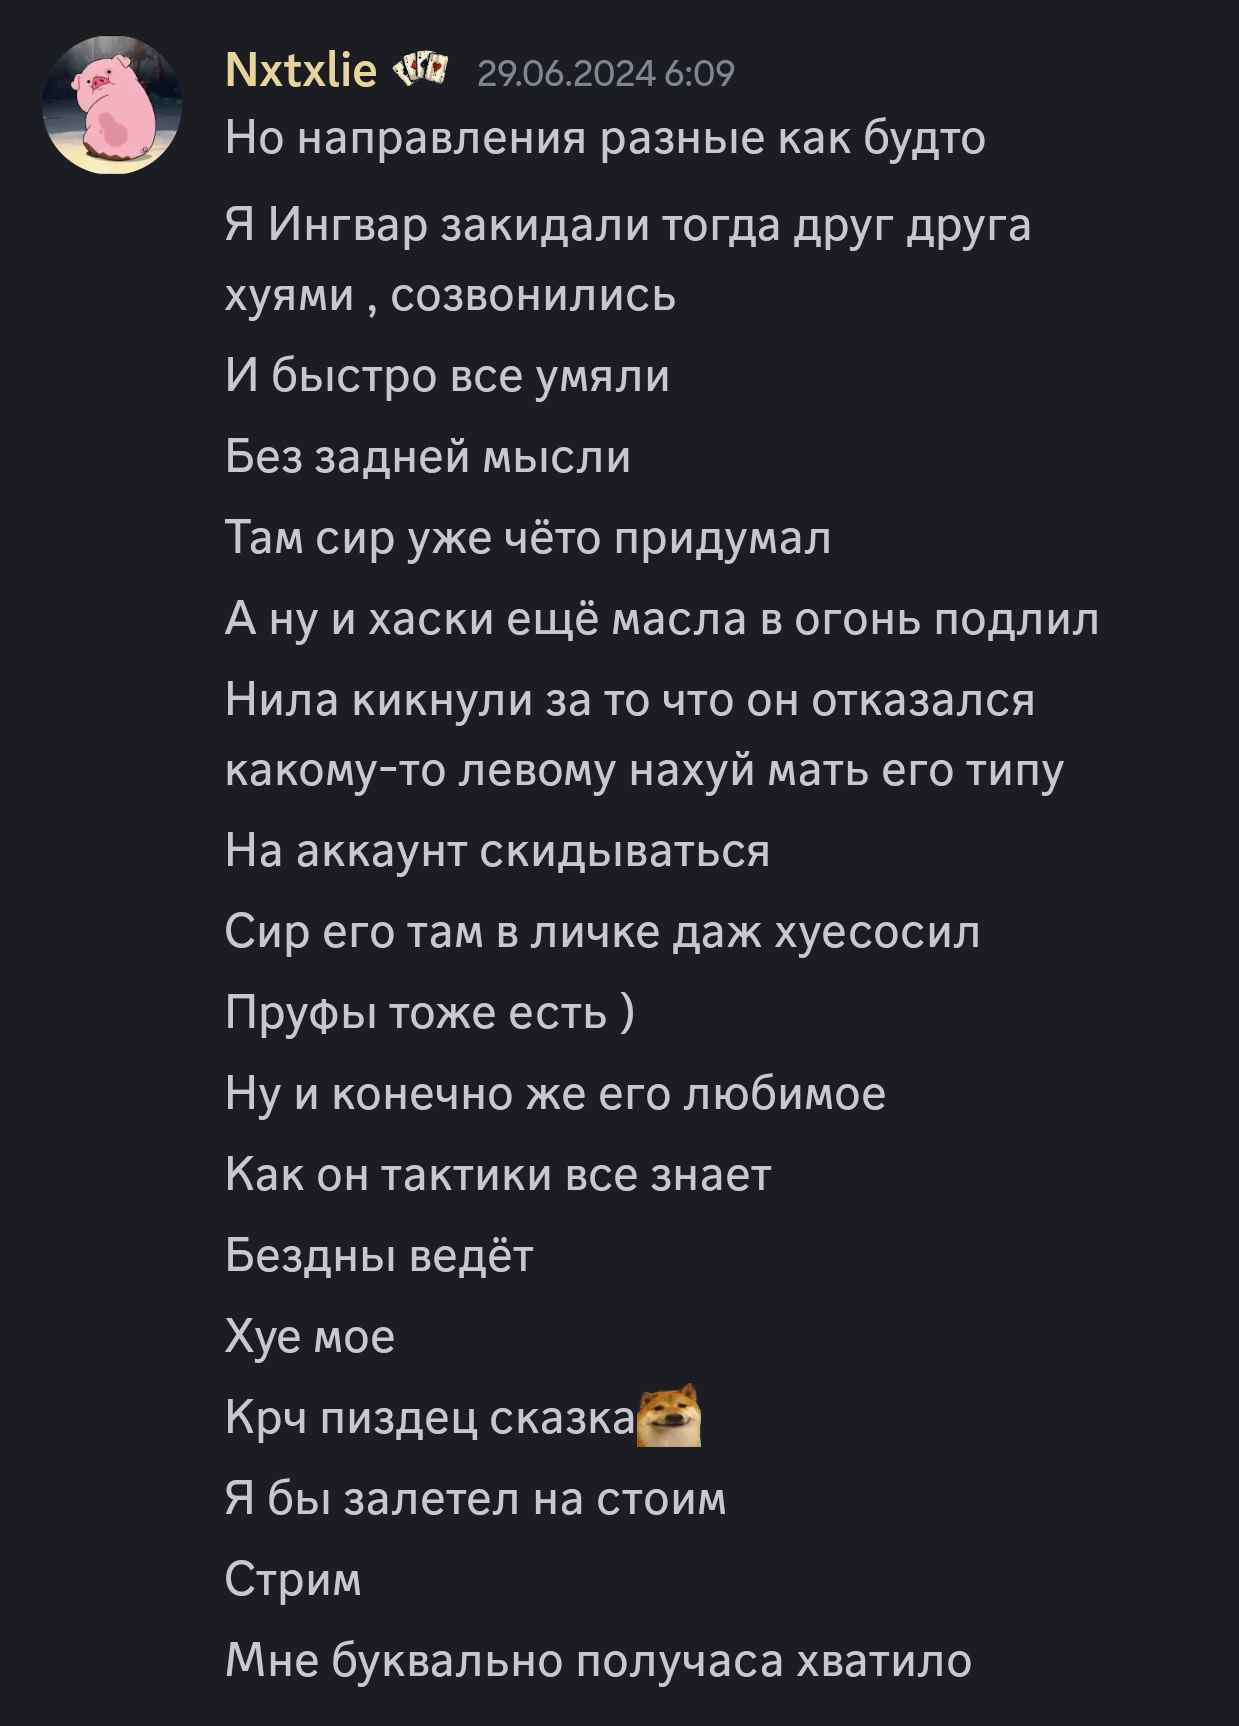 Nxtxlie 29.06.2024 6:09
Но направления разные как будто
Я Ингвар закидали тогда друг друга
хуями , созвонились
И быстро все умяли
Без задней мысли
Там сир уже чёто придумал
А ну и хаски ещё масла в огонь подлил
Нила кикнули за то что он отказался
какому-то левому нахуй мать его типу
На аккаунт скидываться
Сир его там в личке даж хуесосил
Пруфы тоже есть )
Ну и конечно же его любимое
Как он тактики все знает
Бездны ведёт
Хуе мое
Крч пиздец сказка
Я бы залетел на стоим
Стрим
Мне буквально получаса хватило